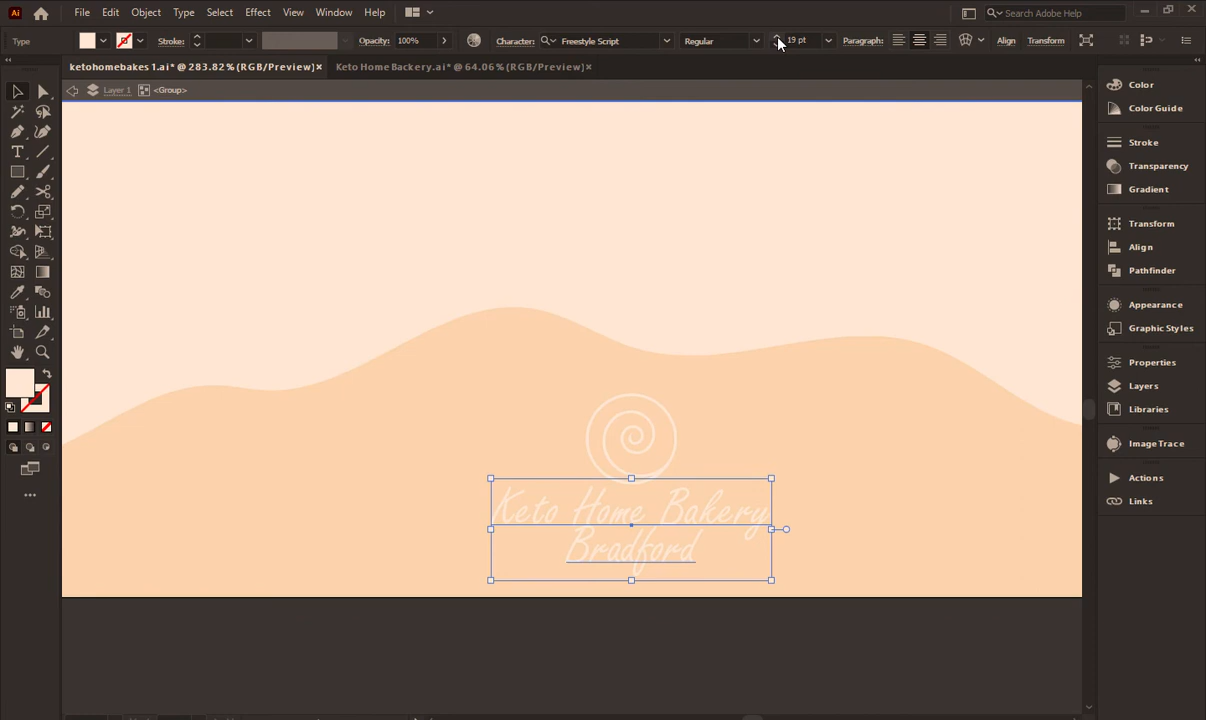 File Edit Object Type Select Effect View Window Help
Search Adobe Help
Type Stroke: Opacity: 100% Character: Freestyle Script Regular 19 pt Paragraph: Align Transform
ketohomebakes 1.ai* @ 283.82% (RGB/Preview) × Keto Home Backery.ai* @ 64.06% (RGB/Preview) ×
Layer 1 <Group>
Color
Color Guide
Stroke
Transparency
Gradient
Transform
Align
Pathfinder
Appearance
Graphic Styles
Properties
Layers
Libraries
Image Trace
Actions
Links
Keto Home Bakery
Bradford